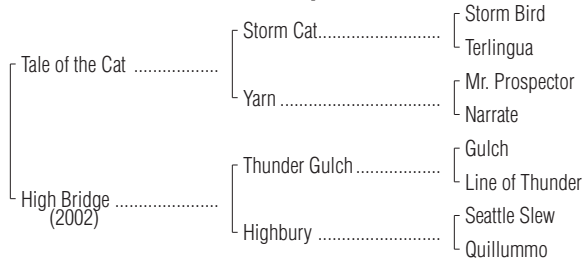 Storm Bird
Storm Cat....................
Terlingua
Tale of the Cat ..................
Mr. Prospector
Yarn ..........................
Narrate
Gulch
Thunder Gulch..................
Line of Thunder
High Bridge ......................
(2002)
Seattle Slew
Highbury ......................
Quillummo